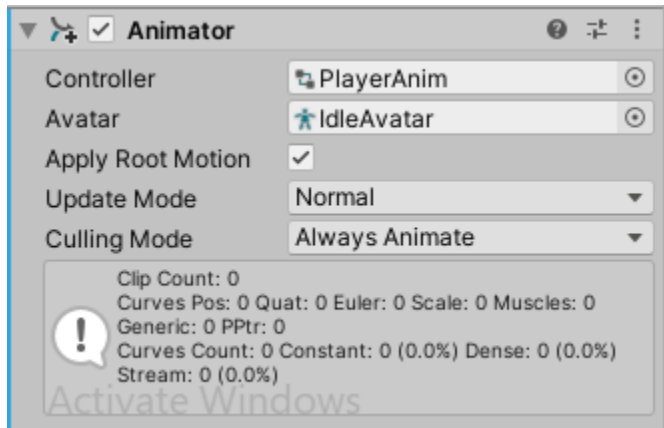 Animator
Controller PlayerAnim
Avatar IdleAvatar
Apply Root Motion
Update Mode Normal
Culling Mode Always Animate
Clip Count: 0
Curves Pos: 0 Quat: 0 Euler: 0 Scale: 0 Muscles: 0
Generic: 0 PPtr: 0
Curves Count: 0 Constant: 0 (0.0%) Dense: 0 (0.0%)
Stream: 0 (0.0%)
Activate Windows